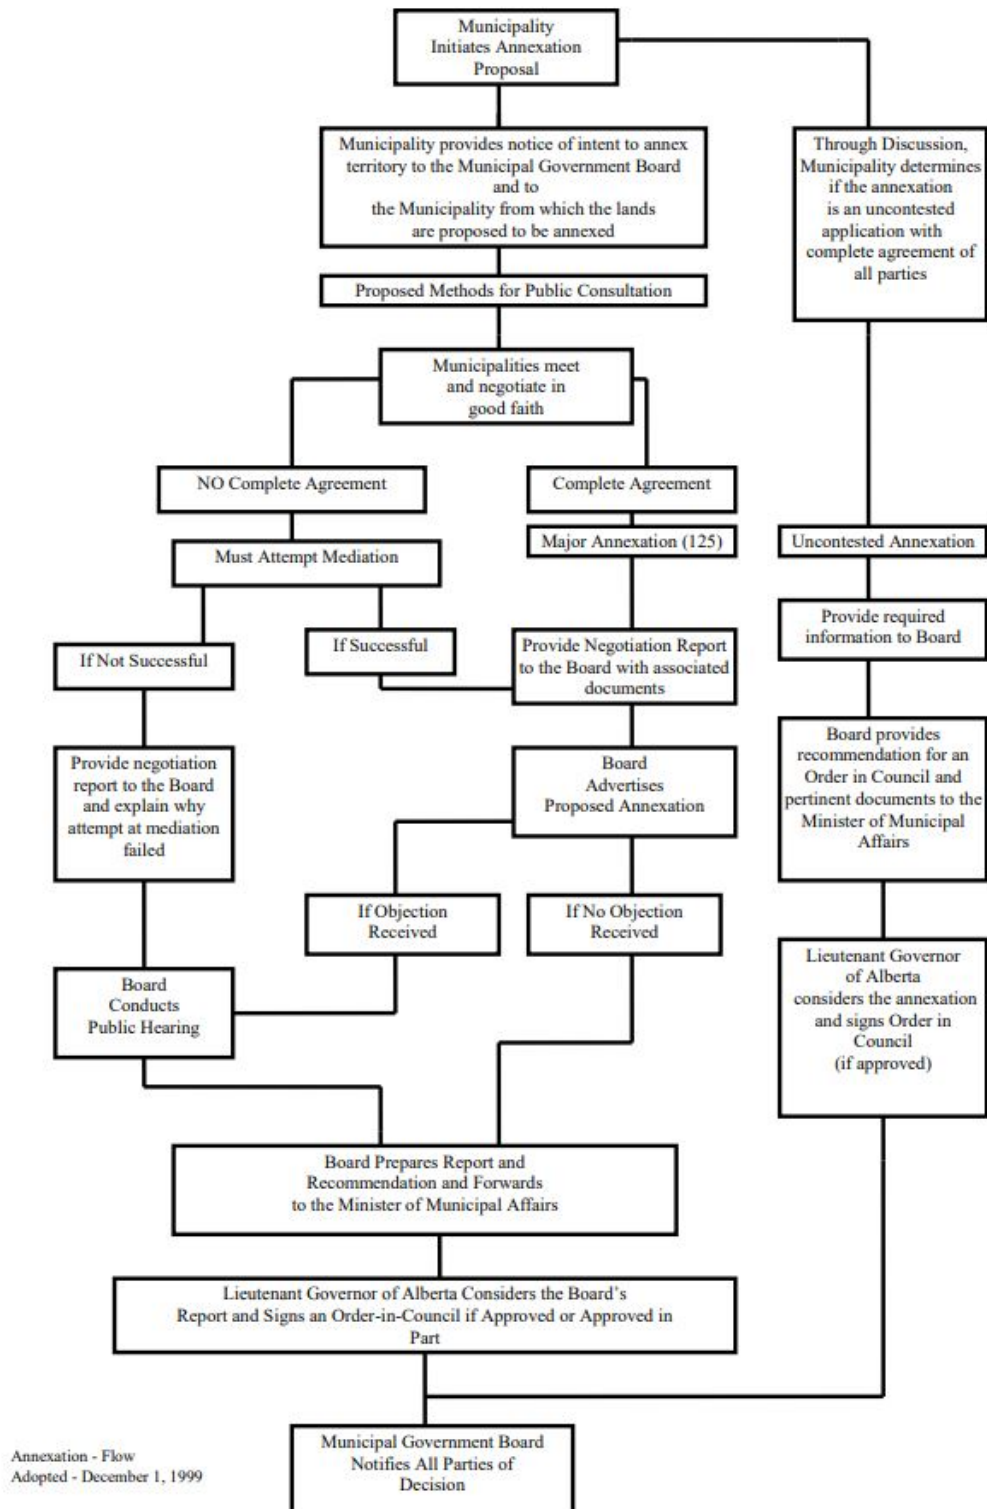 Municipality
Initiates Annexation
Proposal
Municipality provides notice of intent to annex
territory to the Municipal Government Board
and to
the Municipality from which the lands
are proposed to be annexed
Through Discussion,
Municipality determines
if the annexation
is an uncontested
application with
complete agreement of
all parties
Proposed Methods for Public Consultation
Municipalities meet
and negotiate in
good faith
NO Complete Agreement
Complete Agreement
Must Attempt Mediation
Major Annexation (125)
Uncontested Annexation
If Not Successful
If Successful
Provide Negotiation Report
to the Board with associated
documents
Provide required
information to Board
Provide negotiation
report to the Board
and explain why
attempt at mediation
failed
Board
Advertises
Proposed Annexation
Board provides
recommendation for an
Order in Council and
pertinent documents to the
Minister of Municipal
Affairs
If Objection
Received
If No Objection
Received
Board
Conducts
Public Hearing
Lieutenant Governor
of Alberta
considers the annexation
and signs Order in
Council
(if approved)
Board Prepares Report and
Recommendation and Forwards
to the Minister of Municipal Affairs
Lieutenant Governor of Alberta Considers the Board's
Report and Signs an Order-in-Council if Approved or Approved in
Part
Municipal Government Board
Notifies All Parties of
Decision
Annexation - Flow
Adopted - December 1, 1999